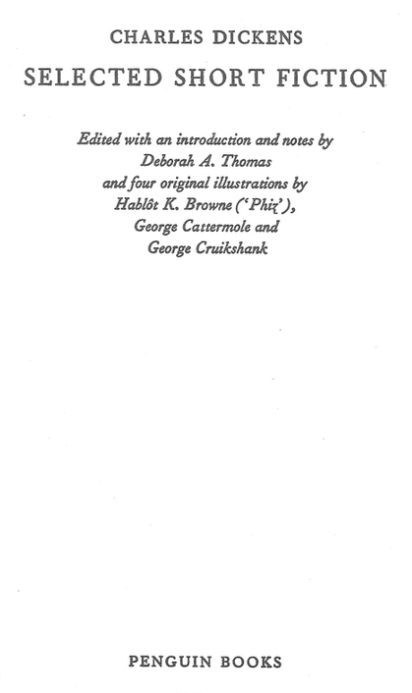 CHARLES DICKENS
SELECTED SHORT FICTION
Edited with an introduction and notes by
Deborah A. Thomas
and four original illustrations by
Hablôt K. Browne (‘Phiz’),
George Cattermole and
George Cruikshank
PENGUIN BOOKS